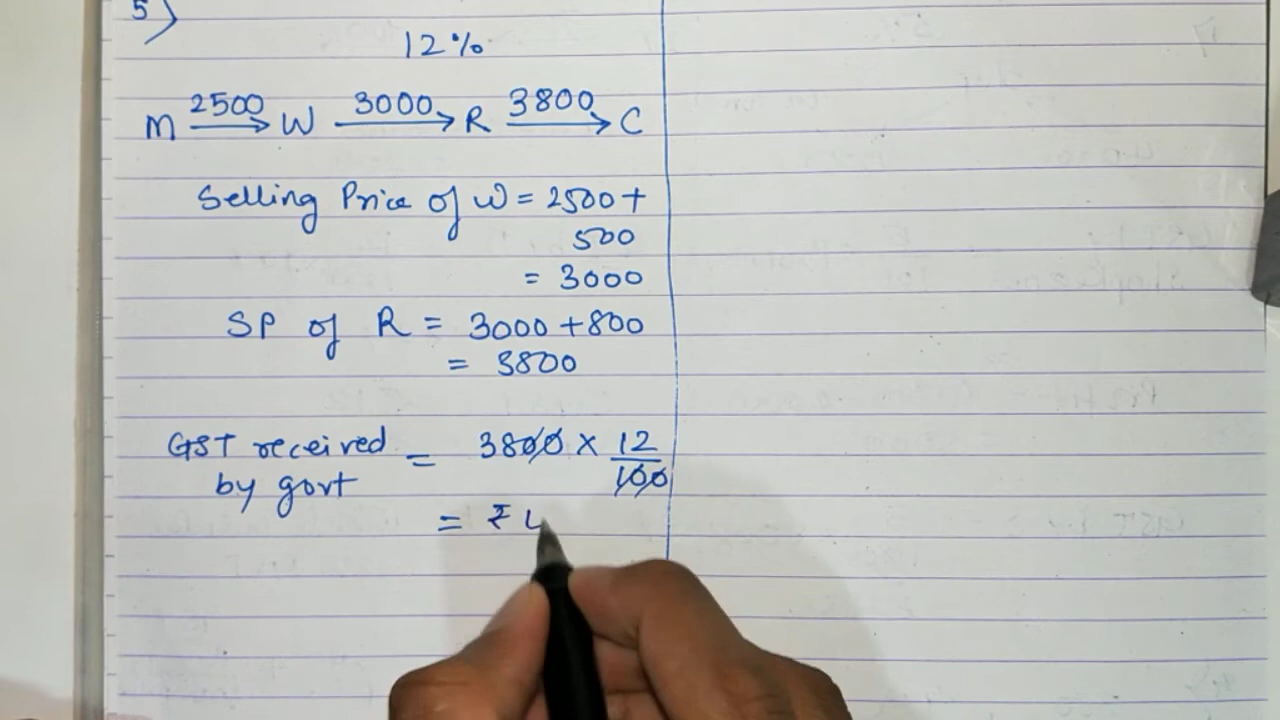 5)
12%
M 2500 → W 3000 → R 3800 → C
Selling Price of W = 2500 +
500
= 3000
SP of R = 3000 + 800
= 3800
GST received by govt = 3800 × 12/100
= ₹ 4